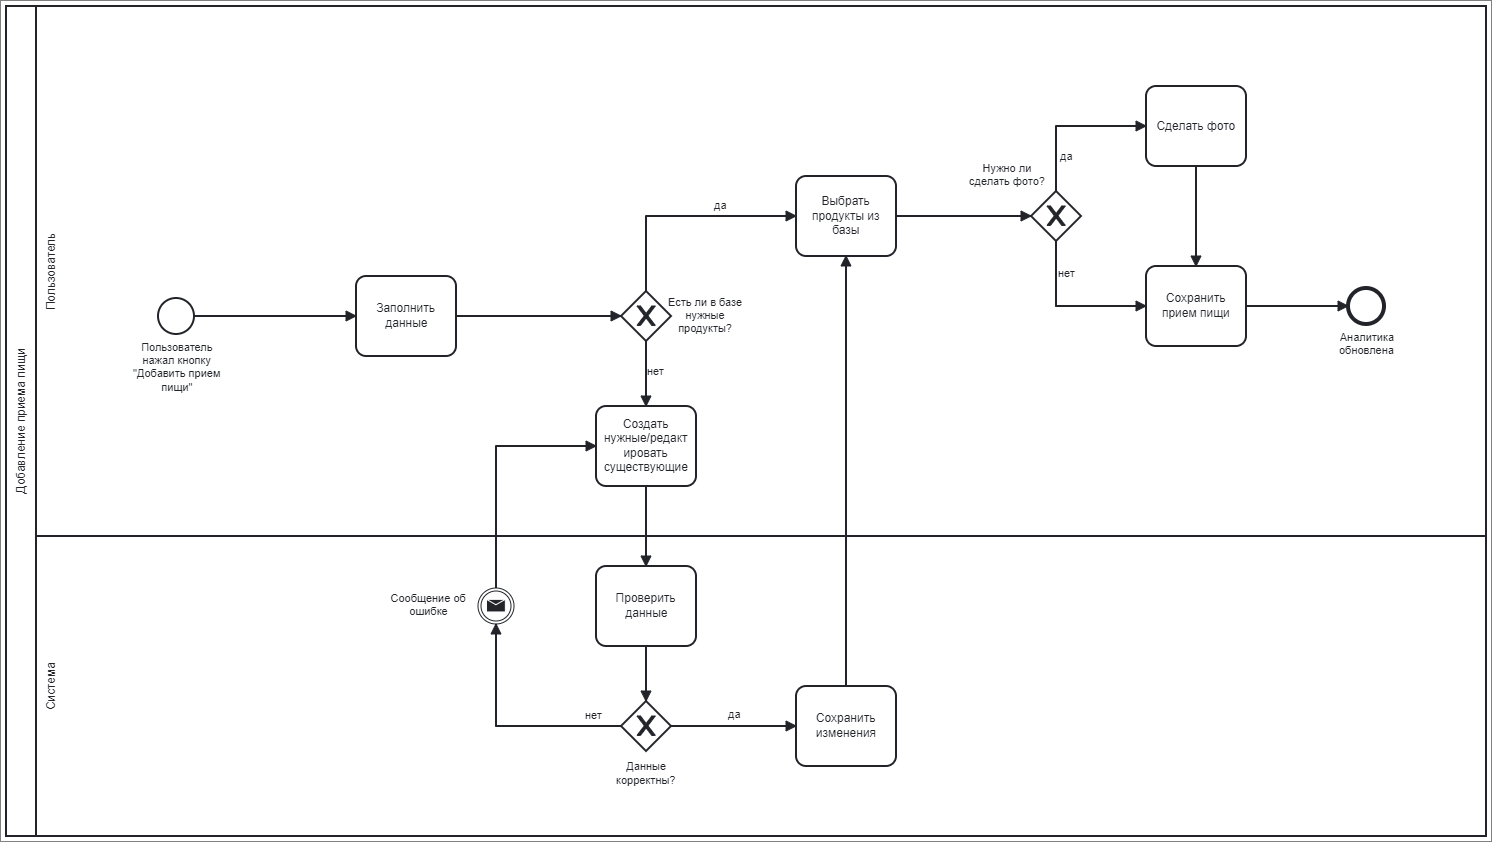 Добавление приема пищи
Пользователь
Пользователь
нажал кнопку
"Добавить прием
пищи"
Заполнить
данные
Есть ли в базе
нужные
продукты?
да
нет
Создать
нужные/редакт
ировать
существующие
Выбрать
продукты из
базы
Нужно ли
сделать фото?
да
нет
Сделать фото
Сохранить
прием пищи
Аналитика
обновлена
Система
Сообщение об
ошибке
Проверить
данные
нет
да
Данные
корректны?
Сохранить
изменения